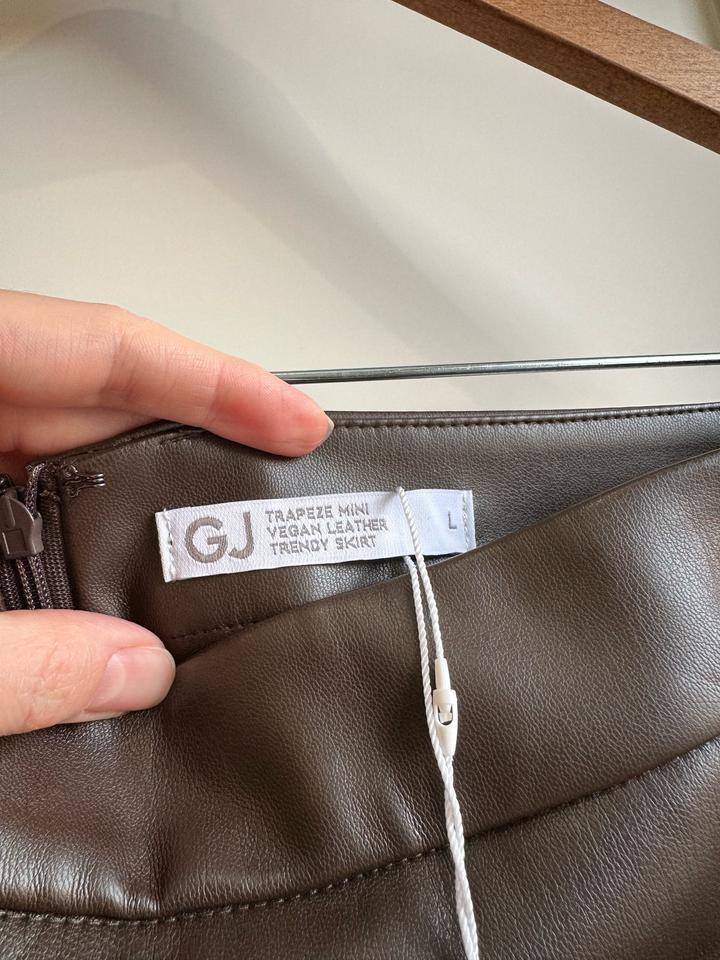 GJ
TRAPEZE MINI
VEGAN LEATHER
TRENDY SKIRT
L